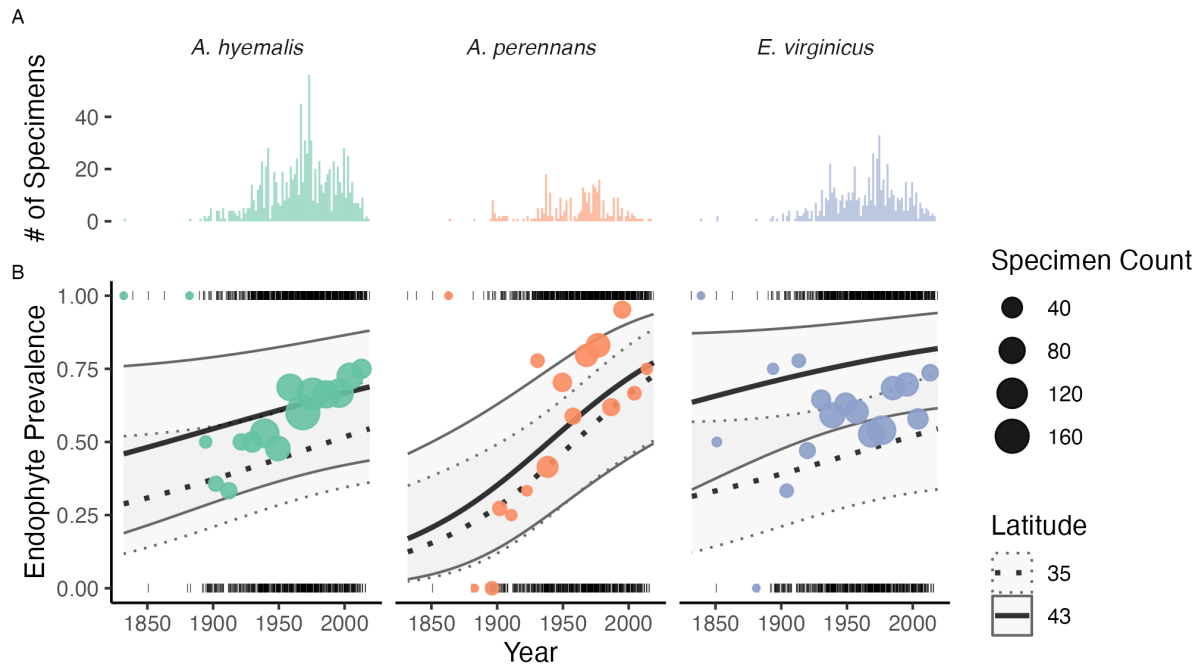 A
A. hyemalis A. perennans E. virginicus
# of Specimens
40
20
0
B
Endophyte Prevalence
1.00
0.75
0.50
0.25
0.00
1850 1900 1950 2000 1850 1900 1950 2000 1850 1900 1950 2000
Year
Specimen Count
40
80
120
160
Latitude
35
43